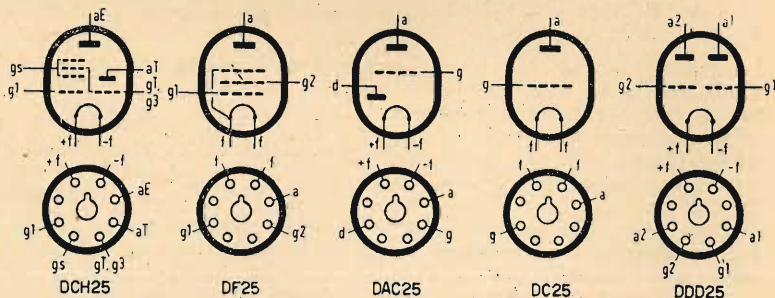 aE a a a a2 a1
gs aT gT g3 g1
g1 g2
d g
g
g2 g1
+f -f f f +f -f f f +f -f
+f -f f f +f -f f f +f -f
aE a a a
g1 aT g1 g2 d g g a2 a1
gs gT. g3 g2 g1
DCH25 DF25 DAC25 DC25 DDD25